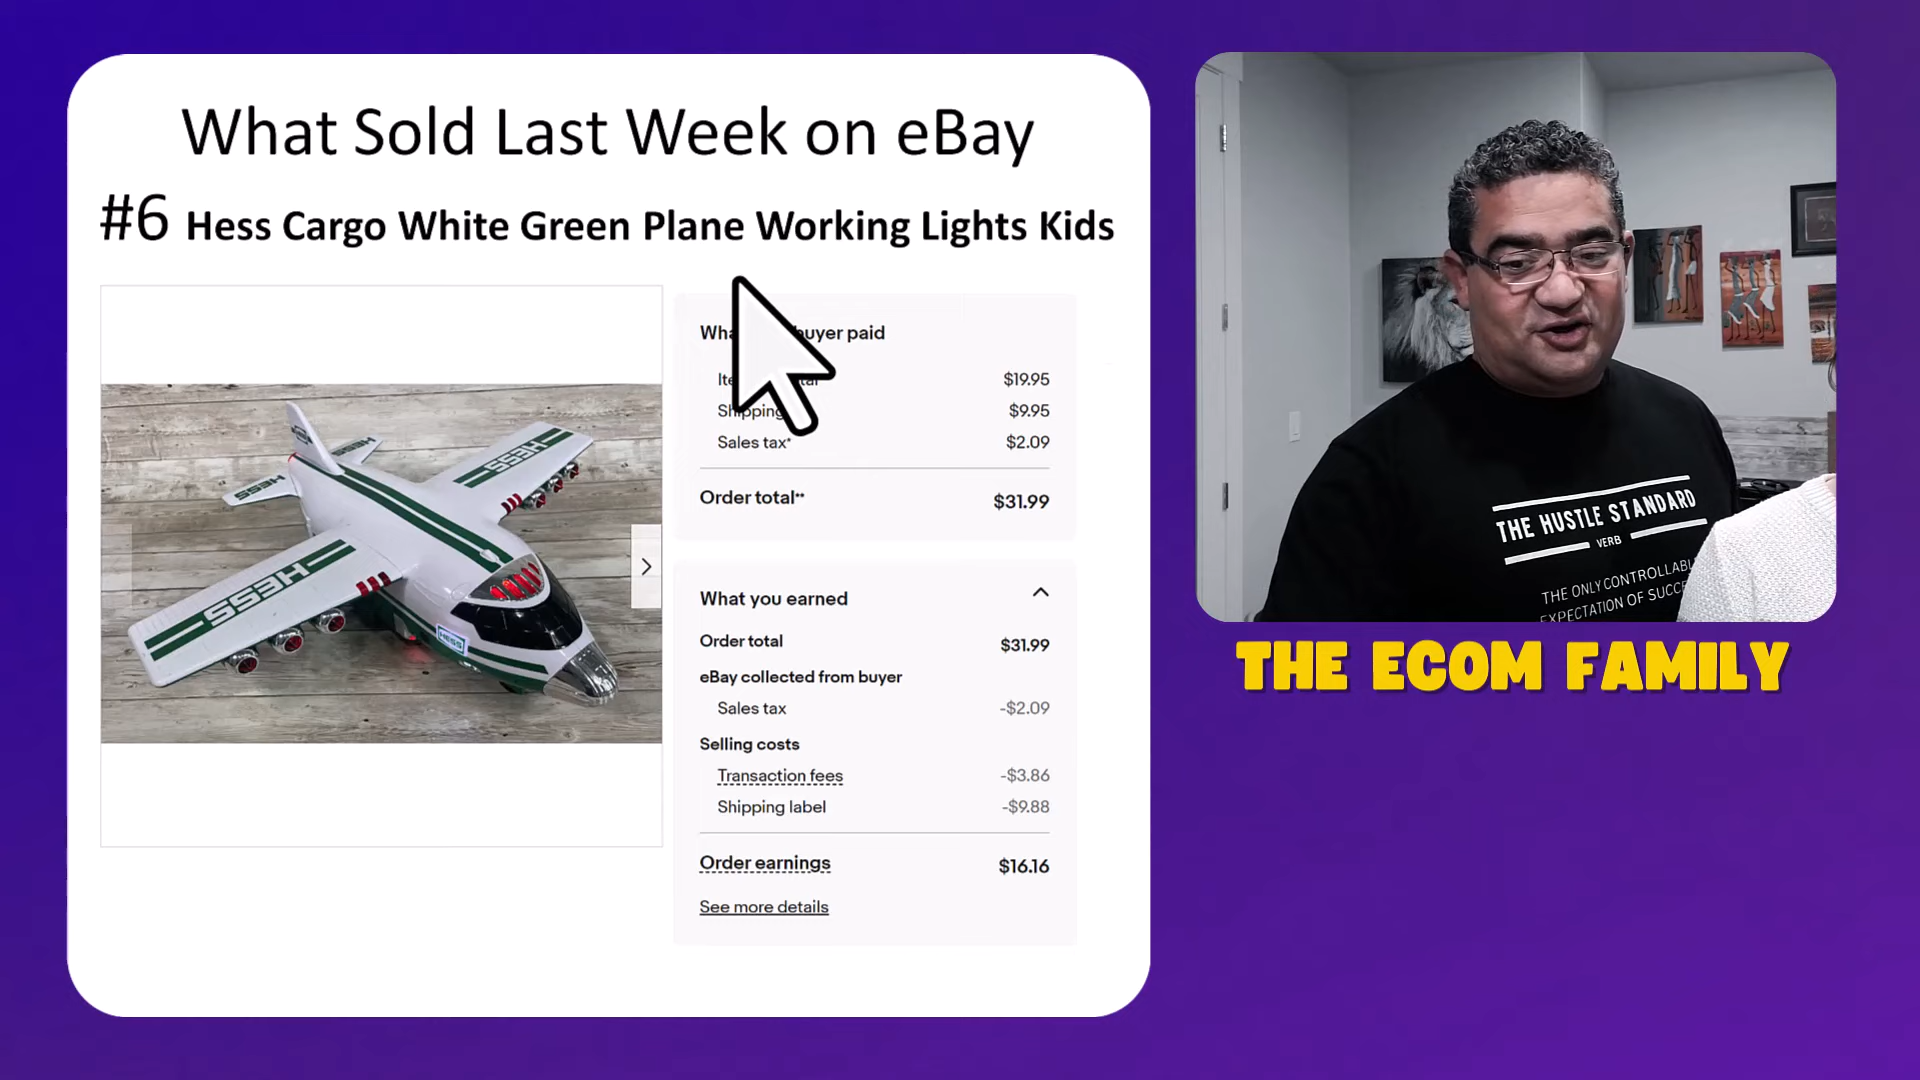 What Sold Last Week on eBay
#6 Hess Cargo White Green Plane Working Lights Kids
HESS
HESS
HESS
HESS
HESS
buyer paid
$19.95
Shipping $9.95
Sales tax* $2.09
Order total** $31.99
What you earned
Order total $31.99
eBay collected from buyer
Sales tax -$2.09
Selling costs
Transaction fees -$3.86
Shipping label -$9.88
Order earnings $16.16
See more details
THE HUSTLE STANDARD
VERB
THE ONLY CONTROLLABL
EXPECTATION OF SUCC
THE ECOM FAMILY